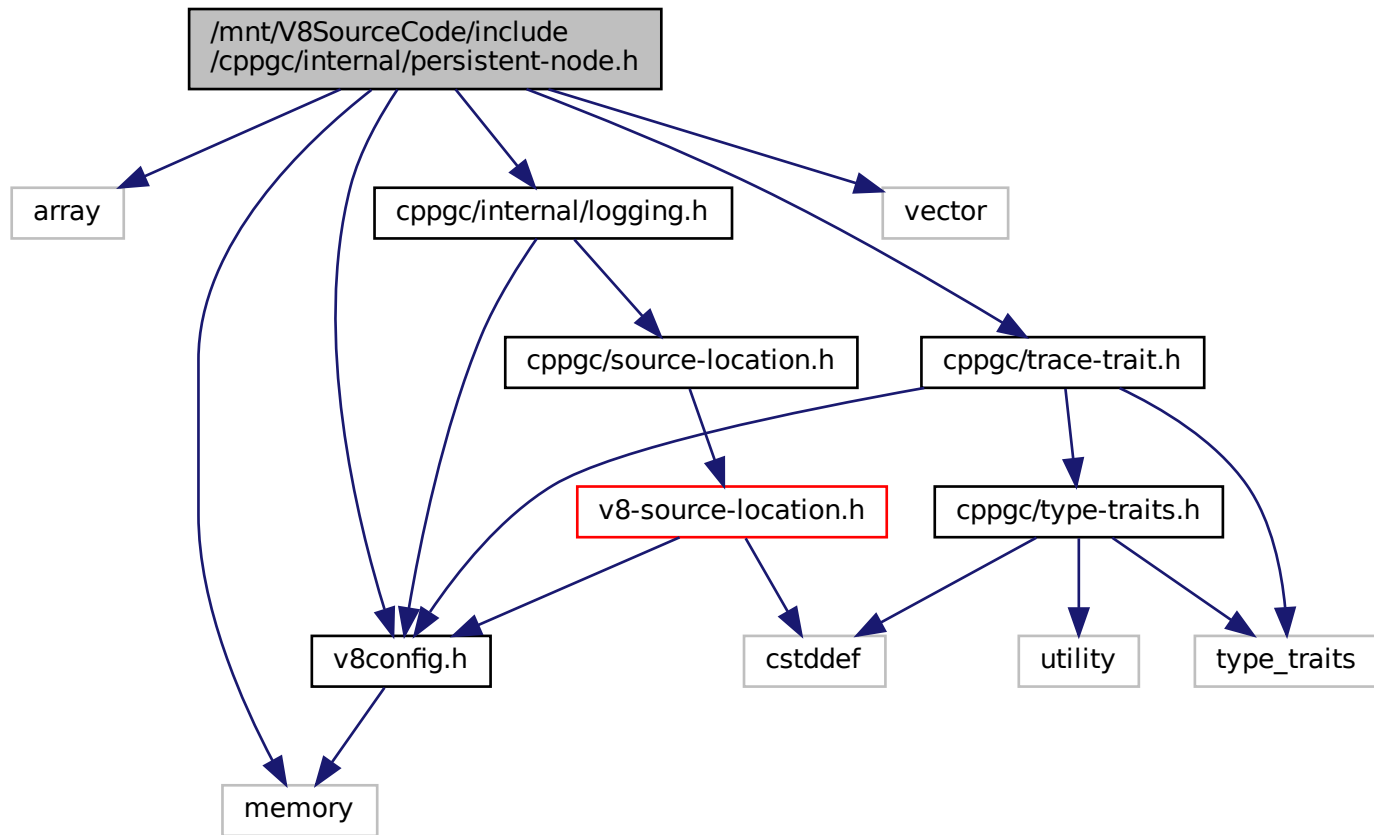 /mnt/V8SourceCode/include
/cppgc/internal/persistent-node.h
array
cppgc/internal/logging.h
vector
cppgc/source-location.h
cppgc/trace-trait.h
v8-source-location.h
cppgc/type-traits.h
v8config.h
cstddef
utility
type_traits
memory